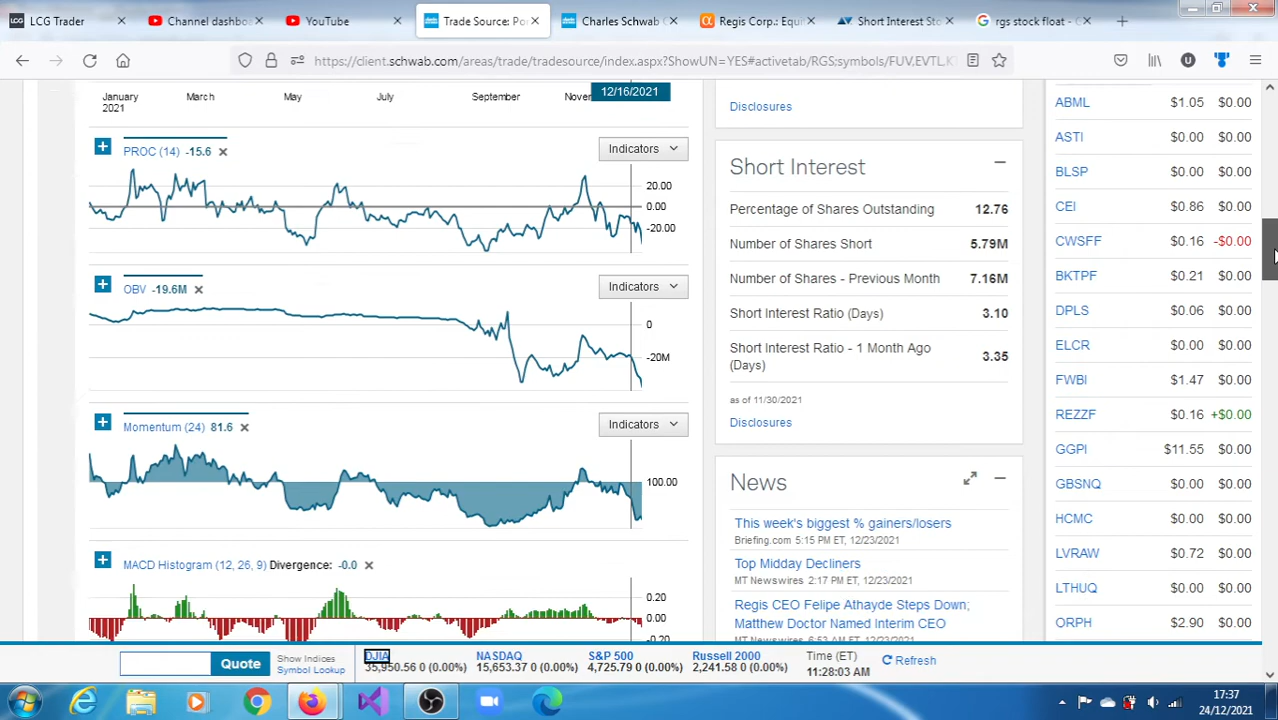 LCG Trader
Channel dashbo
YouTube
Trade Source: Po
Charles Schwab
Regis Corp.: Equi
Short Interest Sto
rgs stock float - G
https://client.schwab.com/areas/trade/tradesource/index.aspx?ShowUN=YES#activetab/RGS;symbols/FUV,EVTL,K
January
2021
March
May
July
September
Nover
12/16/2021
PROC (14) -15.6
Indicators
20.00
0.00
-20.00
OBV -19.6M
Indicators
0
-20M
Momentum (24) 81.6
Indicators
100.00
MACD Histogram (12, 26, 9) Divergence: -0.0
0.20
0.00
-0.20
Disclosures
Short Interest
Percentage of Shares Outstanding 12.76
Number of Shares Short 5.79M
Number of Shares - Previous Month 7.16M
Short Interest Ratio (Days) 3.10
Short Interest Ratio - 1 Month Ago
(Days) 3.35
as of 11/30/2021
Disclosures
News
This week's biggest % gainers/losers
Briefing.com 5:15 PM ET, 12/23/2021
Top Midday Decliners
MT Newswires 2:17 PM ET, 12/23/2021
Regis CEO Felipe Athayde Steps Down;
Matthew Doctor Named Interim CEO
MT Newswires 6:53 AM ET, 12/23/2021
ABML $1.05 $0.00
ASTI $0.00 $0.00
BLSP $0.00 $0.00
CEI $0.86 $0.00
CWSFF $0.16 -$0.00
BKTPF $0.21 $0.00
DPLS $0.06 $0.00
ELCR $0.00 $0.00
FWBI $1.47 $0.00
REZZF $0.16 +$0.00
GGPI $11.55 $0.00
GBSNQ $0.00 $0.00
HCMC $0.00 $0.00
LVRAW $0.72 $0.00
LTHUQ $0.00 $0.00
ORPH $2.90 $0.00
Quote
Show Indices
Symbol Lookup
DJIA
35,950.56 0 (0.00%)
NASDAQ
15,653.37 0 (0.00%)
S&P 500
4,725.79 0 (0.00%)
Russell 2000
2,241.58 0 (0.00%)
Time (ET)
11:28:03 AM
Refresh
17:37
24/12/2021